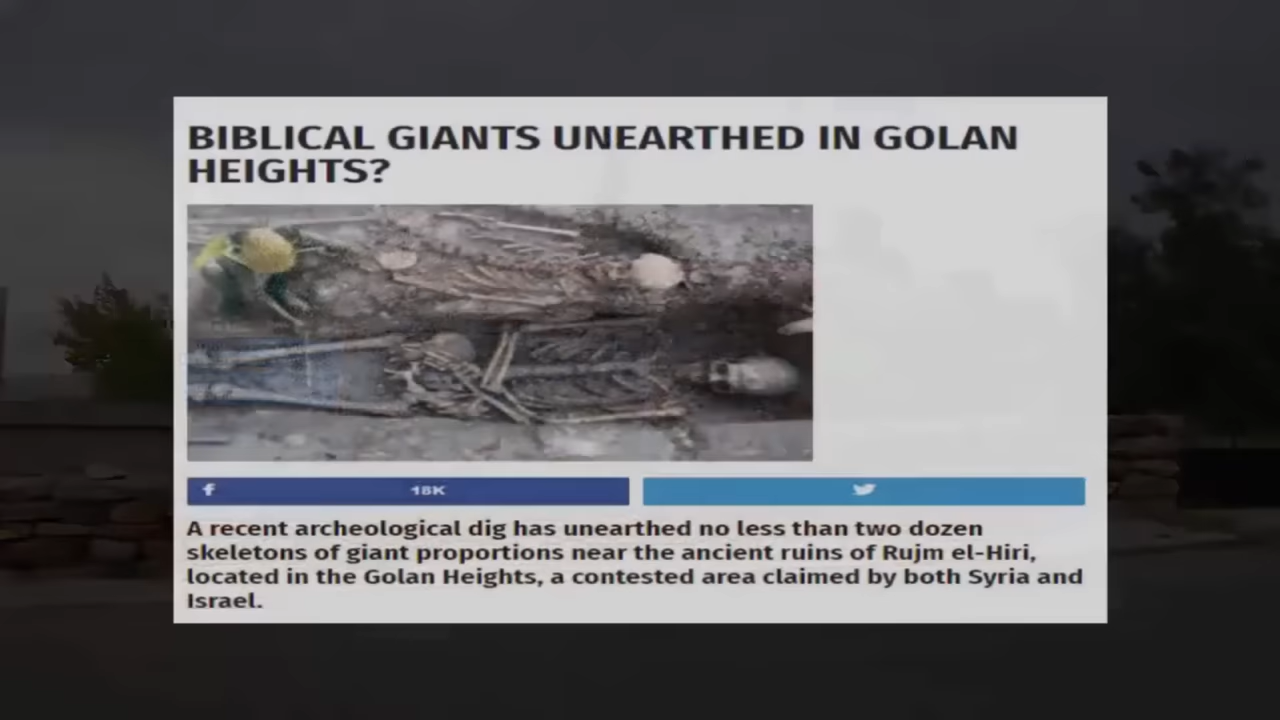 BIBLICAL GIANTS UNEARTHED IN GOLAN
HEIGHTS?
f 18K
A recent archeological dig has unearthed no less than two dozen
skeletons of giant proportions near the ancient ruins of Rujm el-Hiri,
located in the Golan Heights, a contested area claimed by both Syria and
Israel.